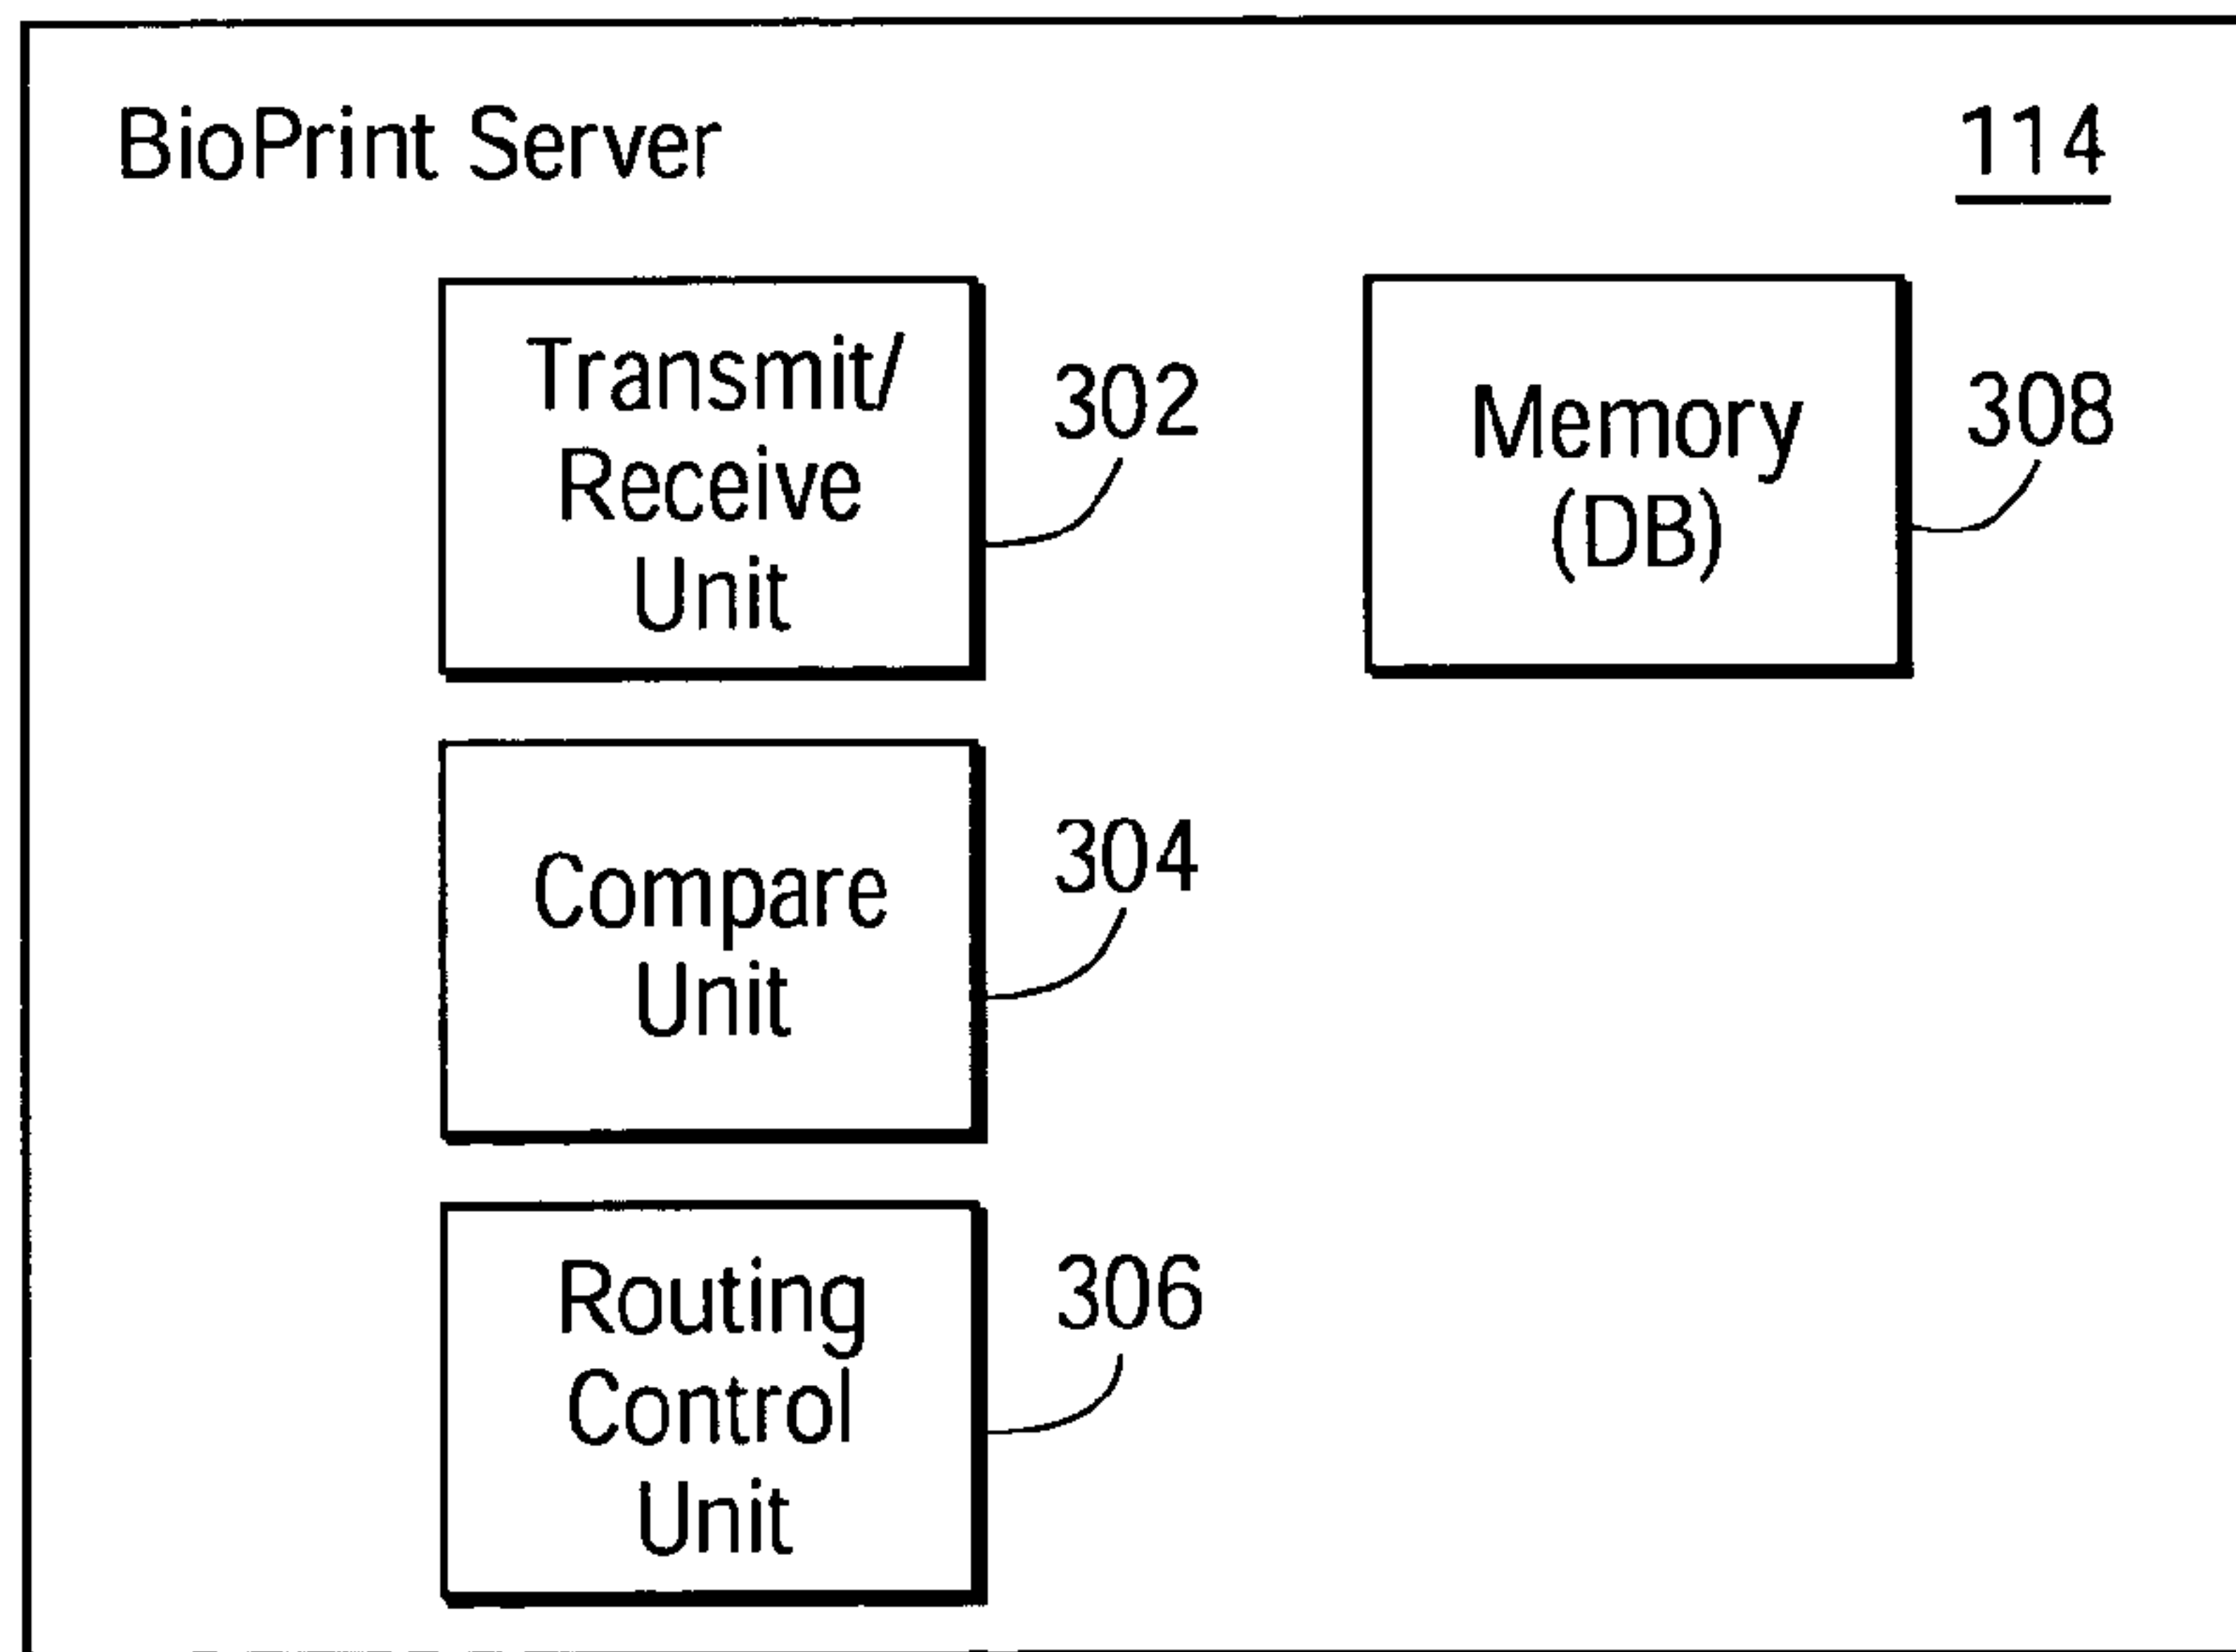 BioPrint Server
114
Transmit/
Receive
Unit
302
Memory
(DB)
308
Compare
Unit
304
Routing
Control
Unit
306